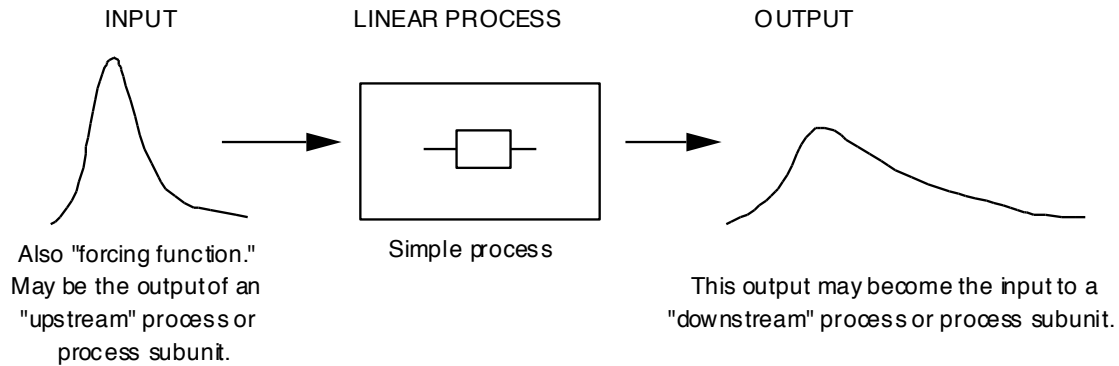 INPUT
LINEAR PROCESS
OUTPUT
Also "forcing function."
May be the output of an
"upstream" process or
process subunit.
Simple process
This output may become the input to a
"downstream" process or process subunit.